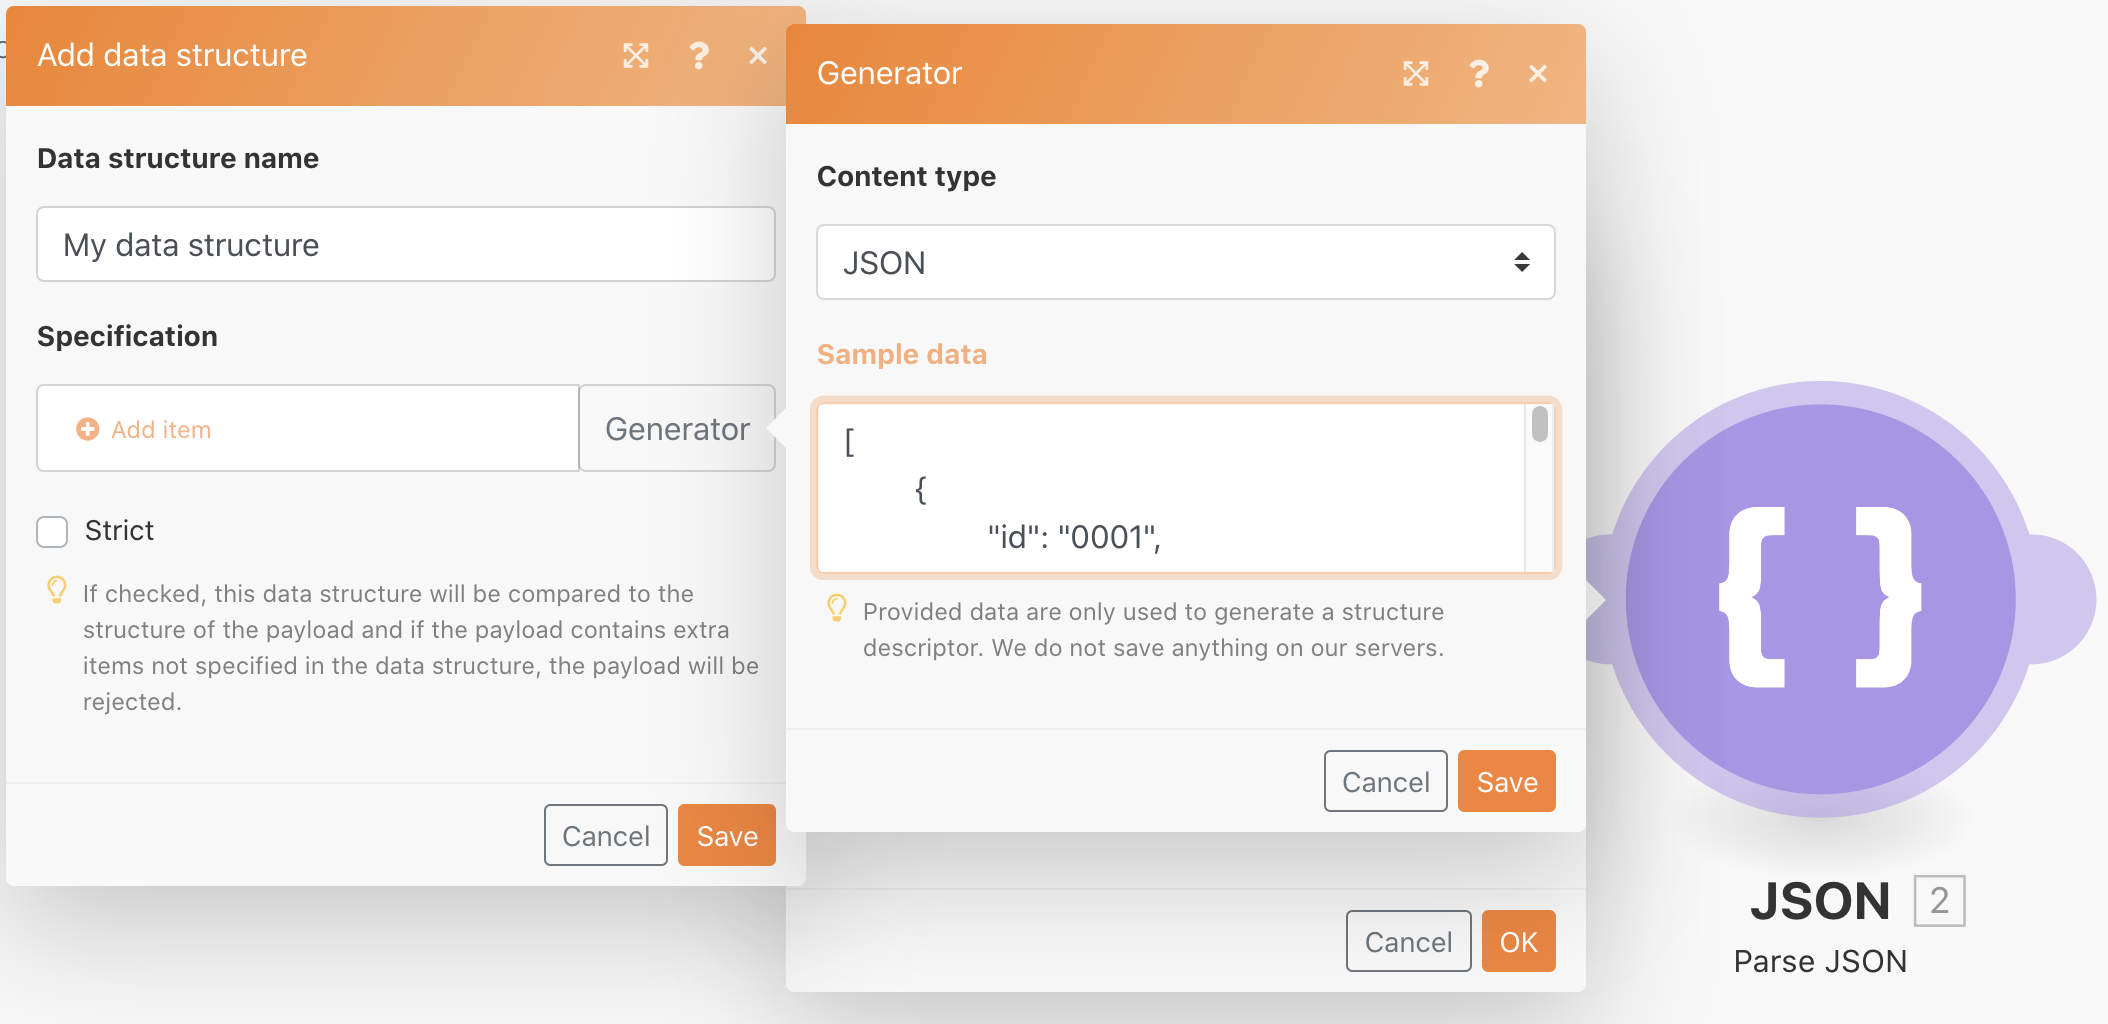 Add data structure
?
Data structure name
My data structure
Specification
Add item
Generator
Strict
If checked, this data structure will be compared to the
structure of the payload and if the payload contains extra
items not specified in the data structure, the payload will be
rejected.
Cancel
Save
Generator
?
Content type
JSON
Sample data
[
{
"id": "0001",
Provided data are only used to generate a structure
descriptor. We do not save anything on our servers.
Cancel
Save
Cancel
OK
{ }
JSON 2
Parse JSON